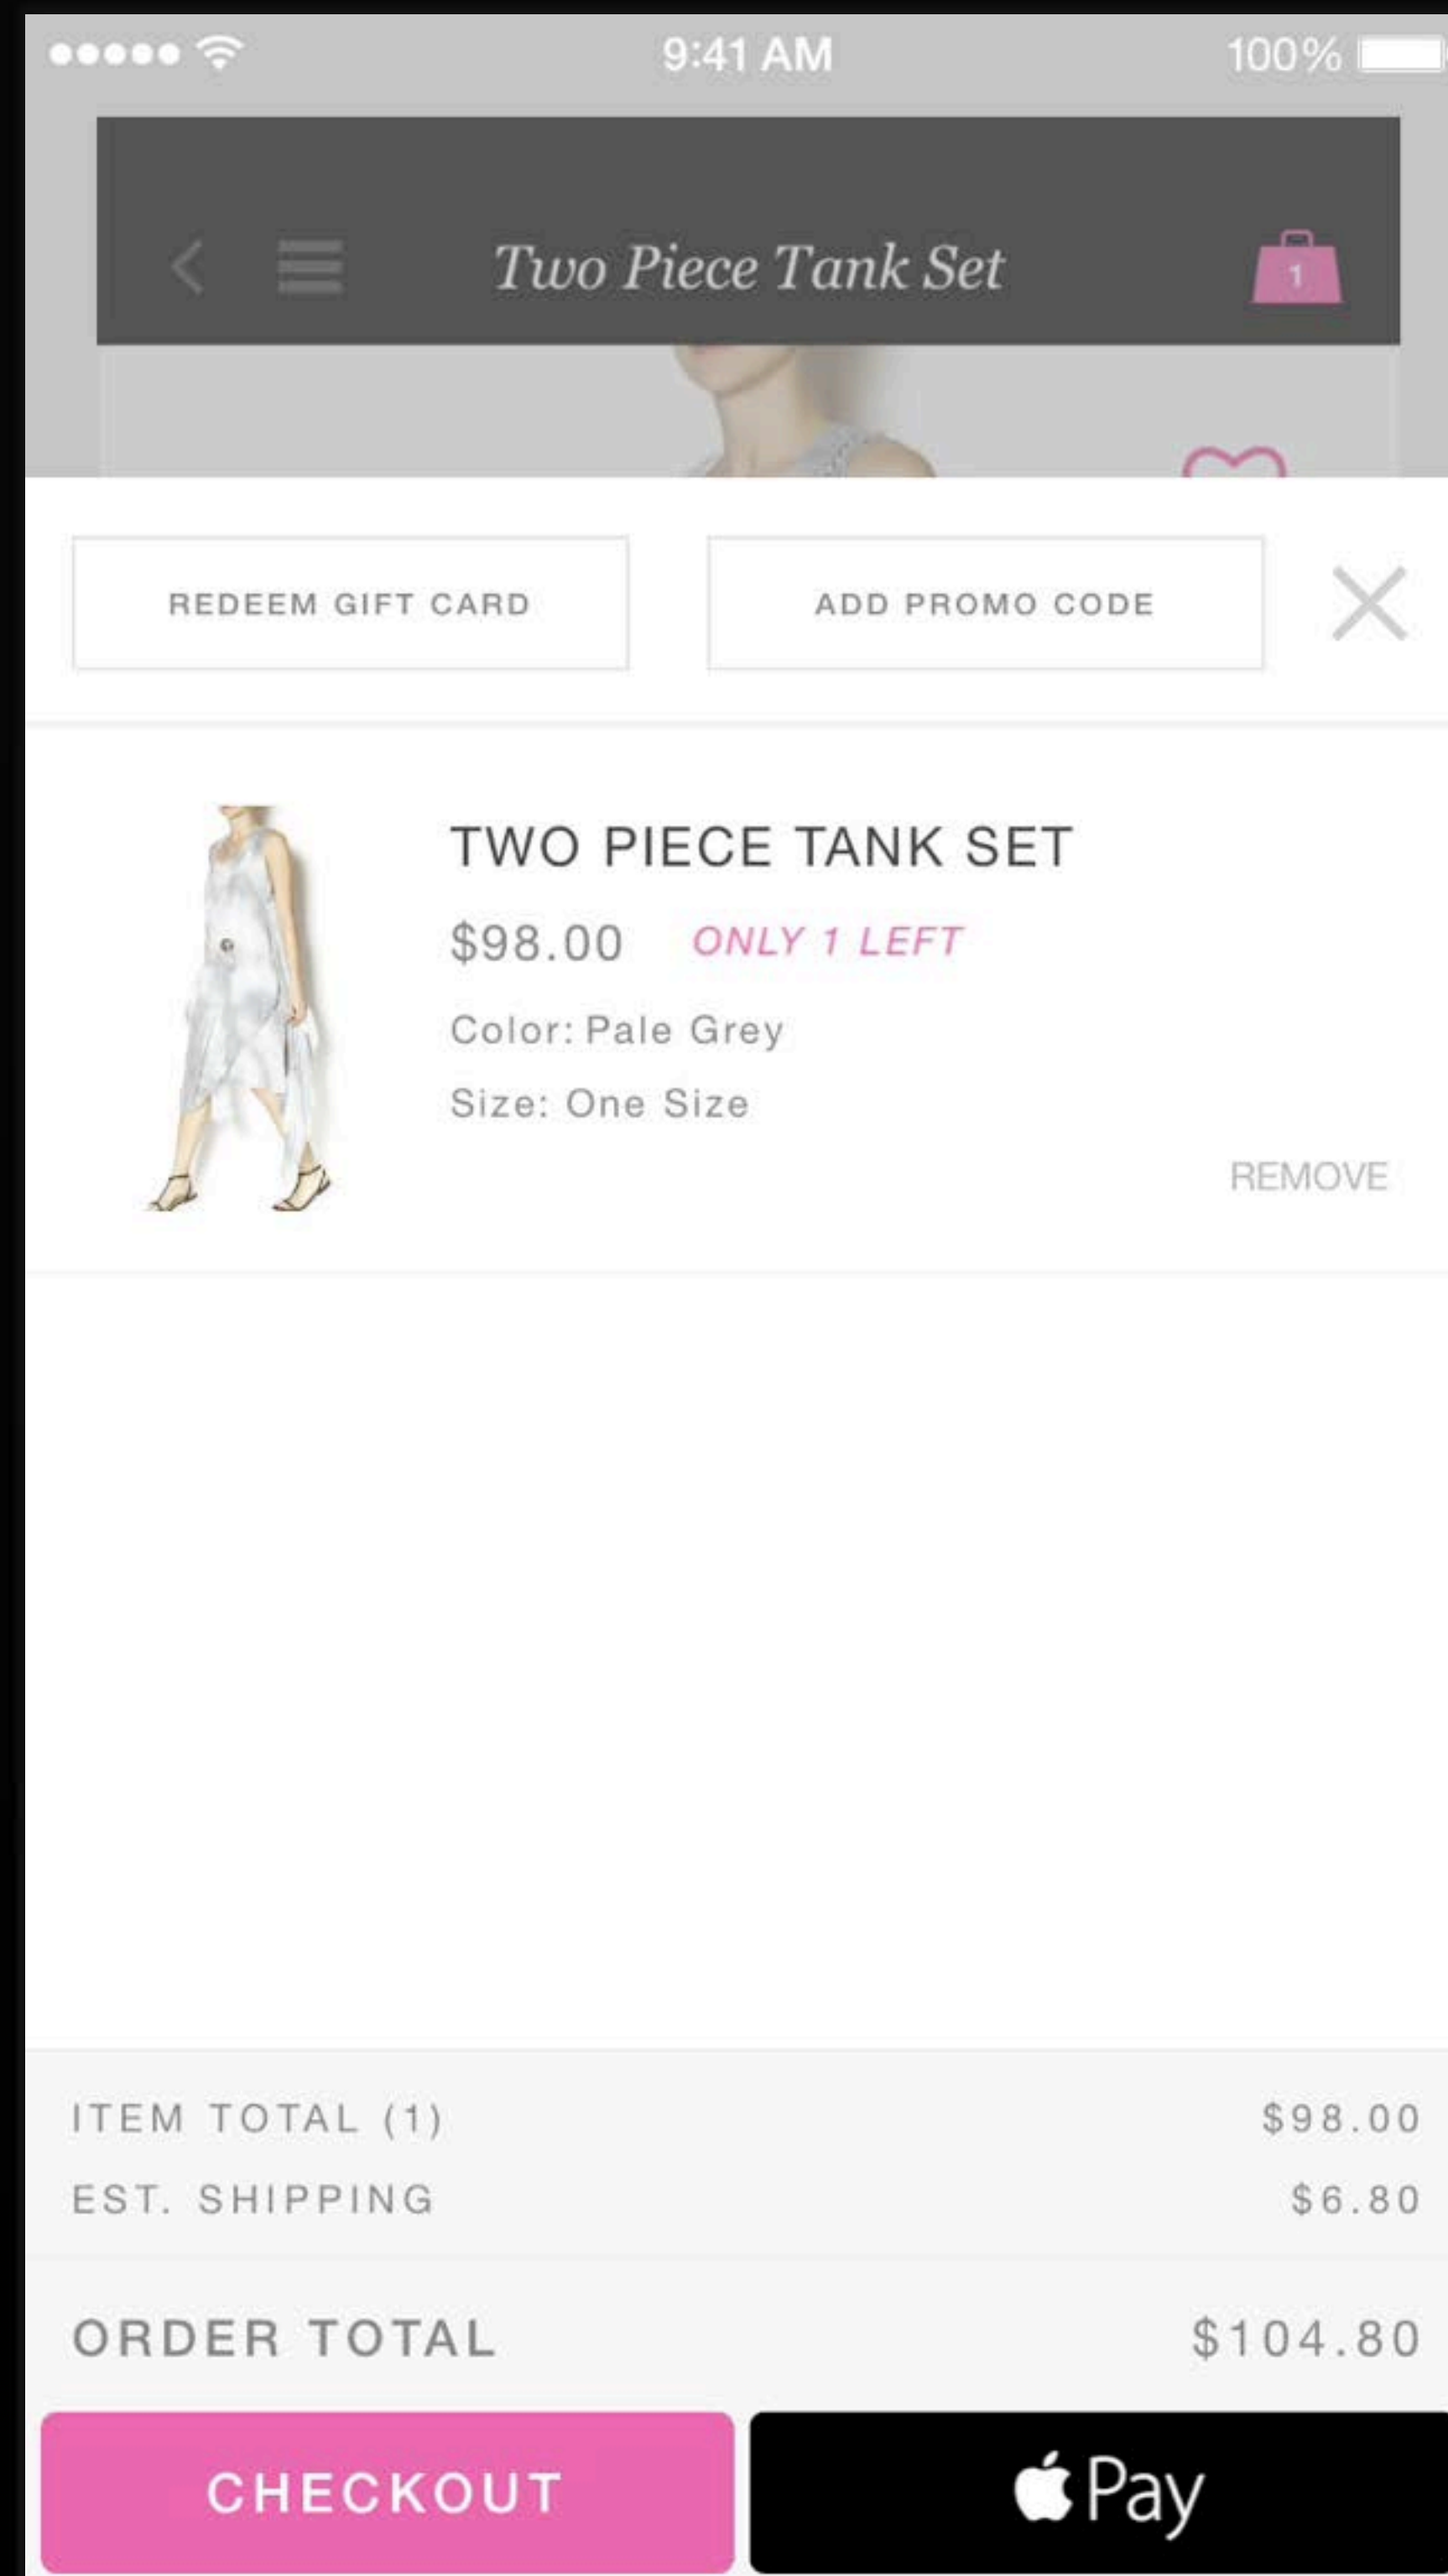 9:41 AM 100%
Two Piece Tank Set 1
REDEEM GIFT CARD ADD PROMO CODE
TWO PIECE TANK SET
$98.00 ONLY 1 LEFT
Color: Pale Grey
Size: One Size
REMOVE
ITEM TOTAL (1) $98.00
EST. SHIPPING $6.80
ORDER TOTAL $104.80
CHECKOUT Pay